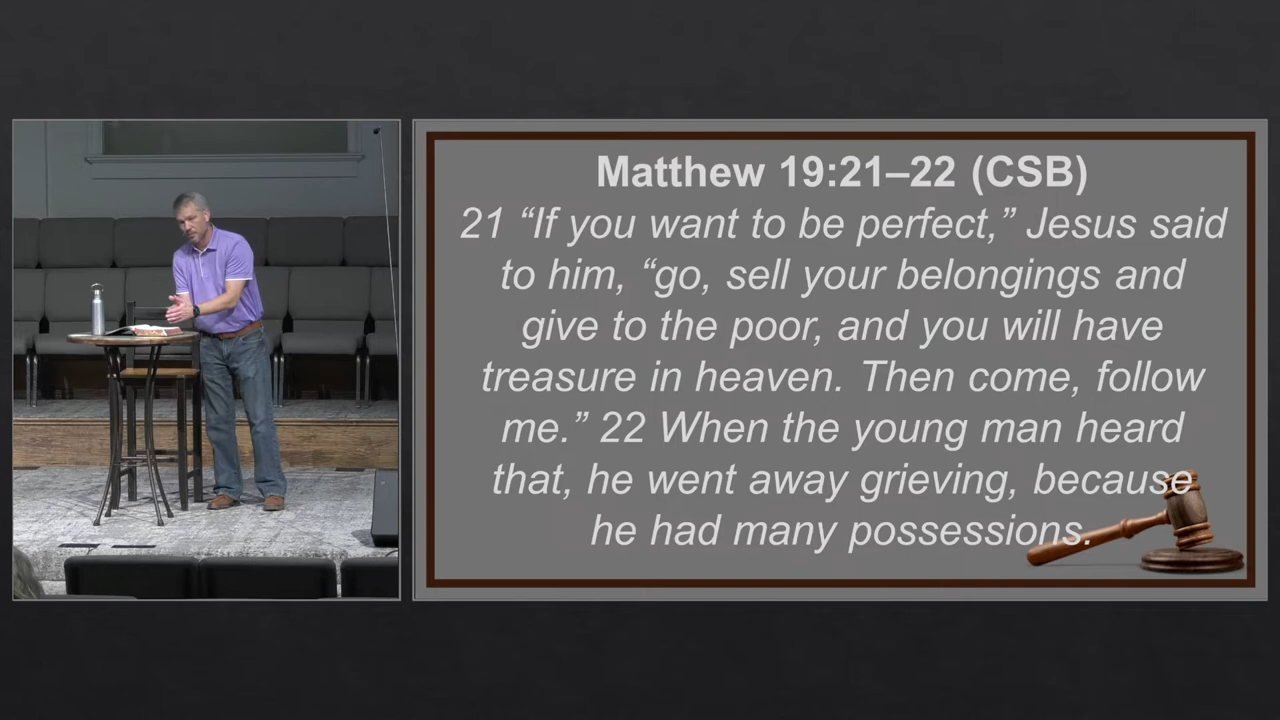 Matthew 19:21–22 (CSB)
21 “If you want to be perfect,” Jesus said
to him, “go, sell your belongings and
give to the poor, and you will have
treasure in heaven. Then come, follow
me.” 22 When the young man heard
that, he went away grieving, because
he had many possessions.